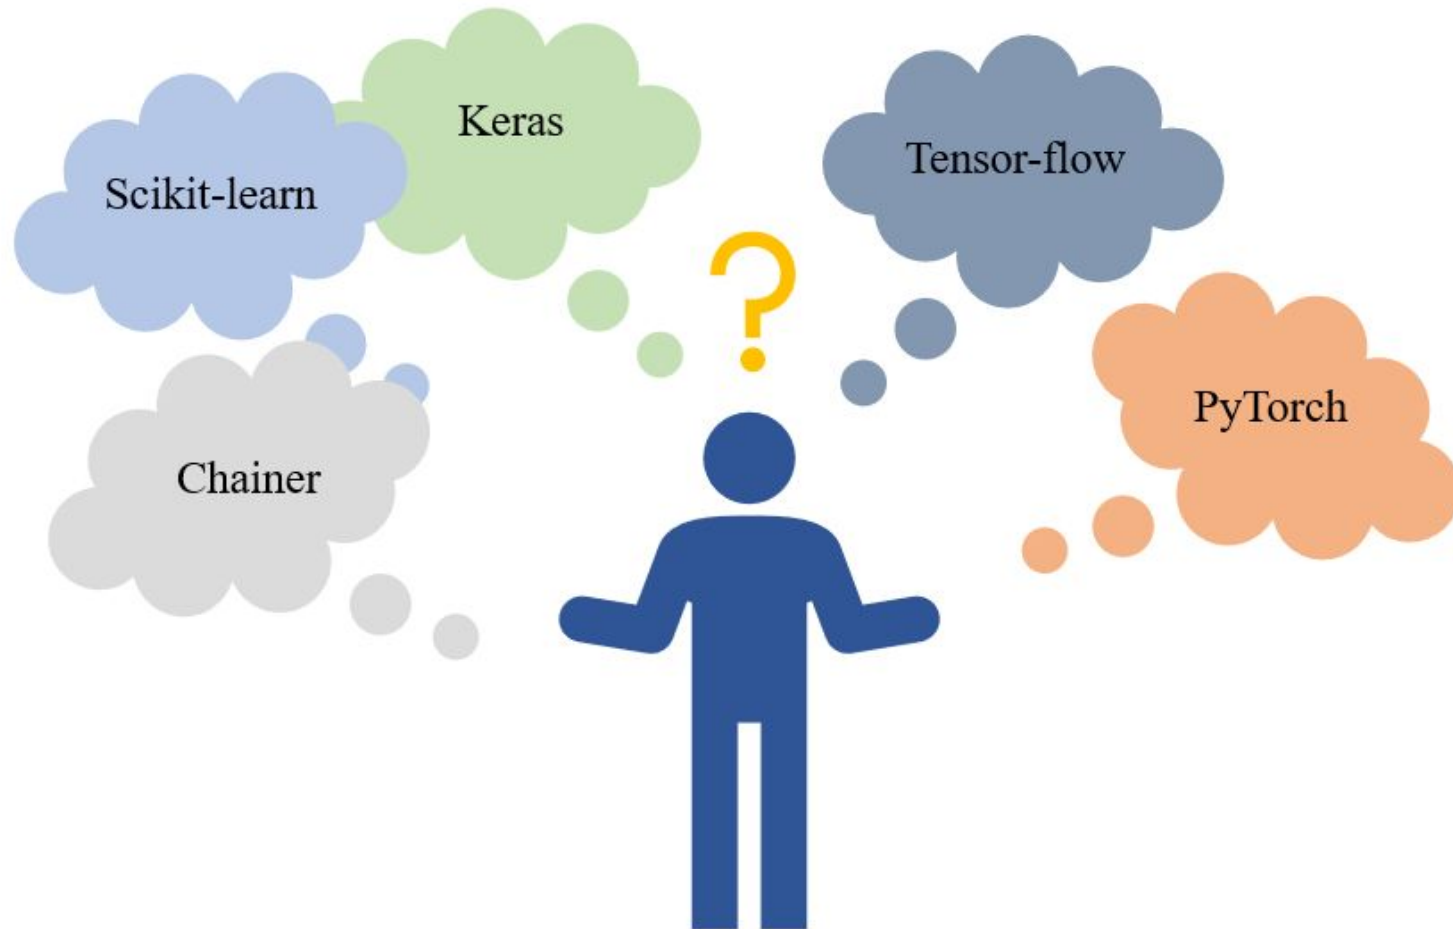 Keras
Tensor-flow
Scikit-learn
?
PyTorch
Chainer